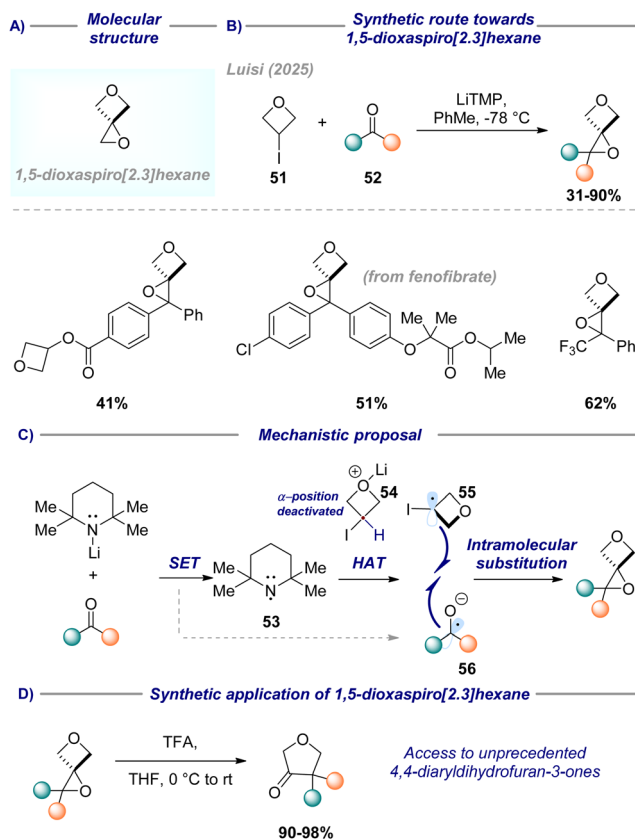 A)
Molecular
structure
B)
Synthetic route towards
1,5-dioxaspiro[2.3]hexane
O
O
1,5-dioxaspiro[2.3]hexane
Luisi (2025)
O
I
51
+
O
52
LiTMP,
PhMe, -78 °C
O
O
31-90%
O
O
Ph
O
O
O
41%
(from fenofibrate)
O
O
Cl
O
Me Me
O
O
Me
Me
51%
O
O
F3C
Ph
62%
C)
Mechanistic proposal
Me
Me
N
Me
Me
Li
+
O
SET
Me
Me
N
Me
Me
53
HAT
α–position
deactivated
⊕
Li
O
54
I
H
55
I
O
O ⊖
56
Intramolecular
substitution
O
O
D)
Synthetic application of 1,5-dioxaspiro[2.3]hexane
O
O
TFA,
THF, 0 °C to rt
O
O
90-98%
Access to unprecedented
4,4-diaryldihydrofuran-3-ones